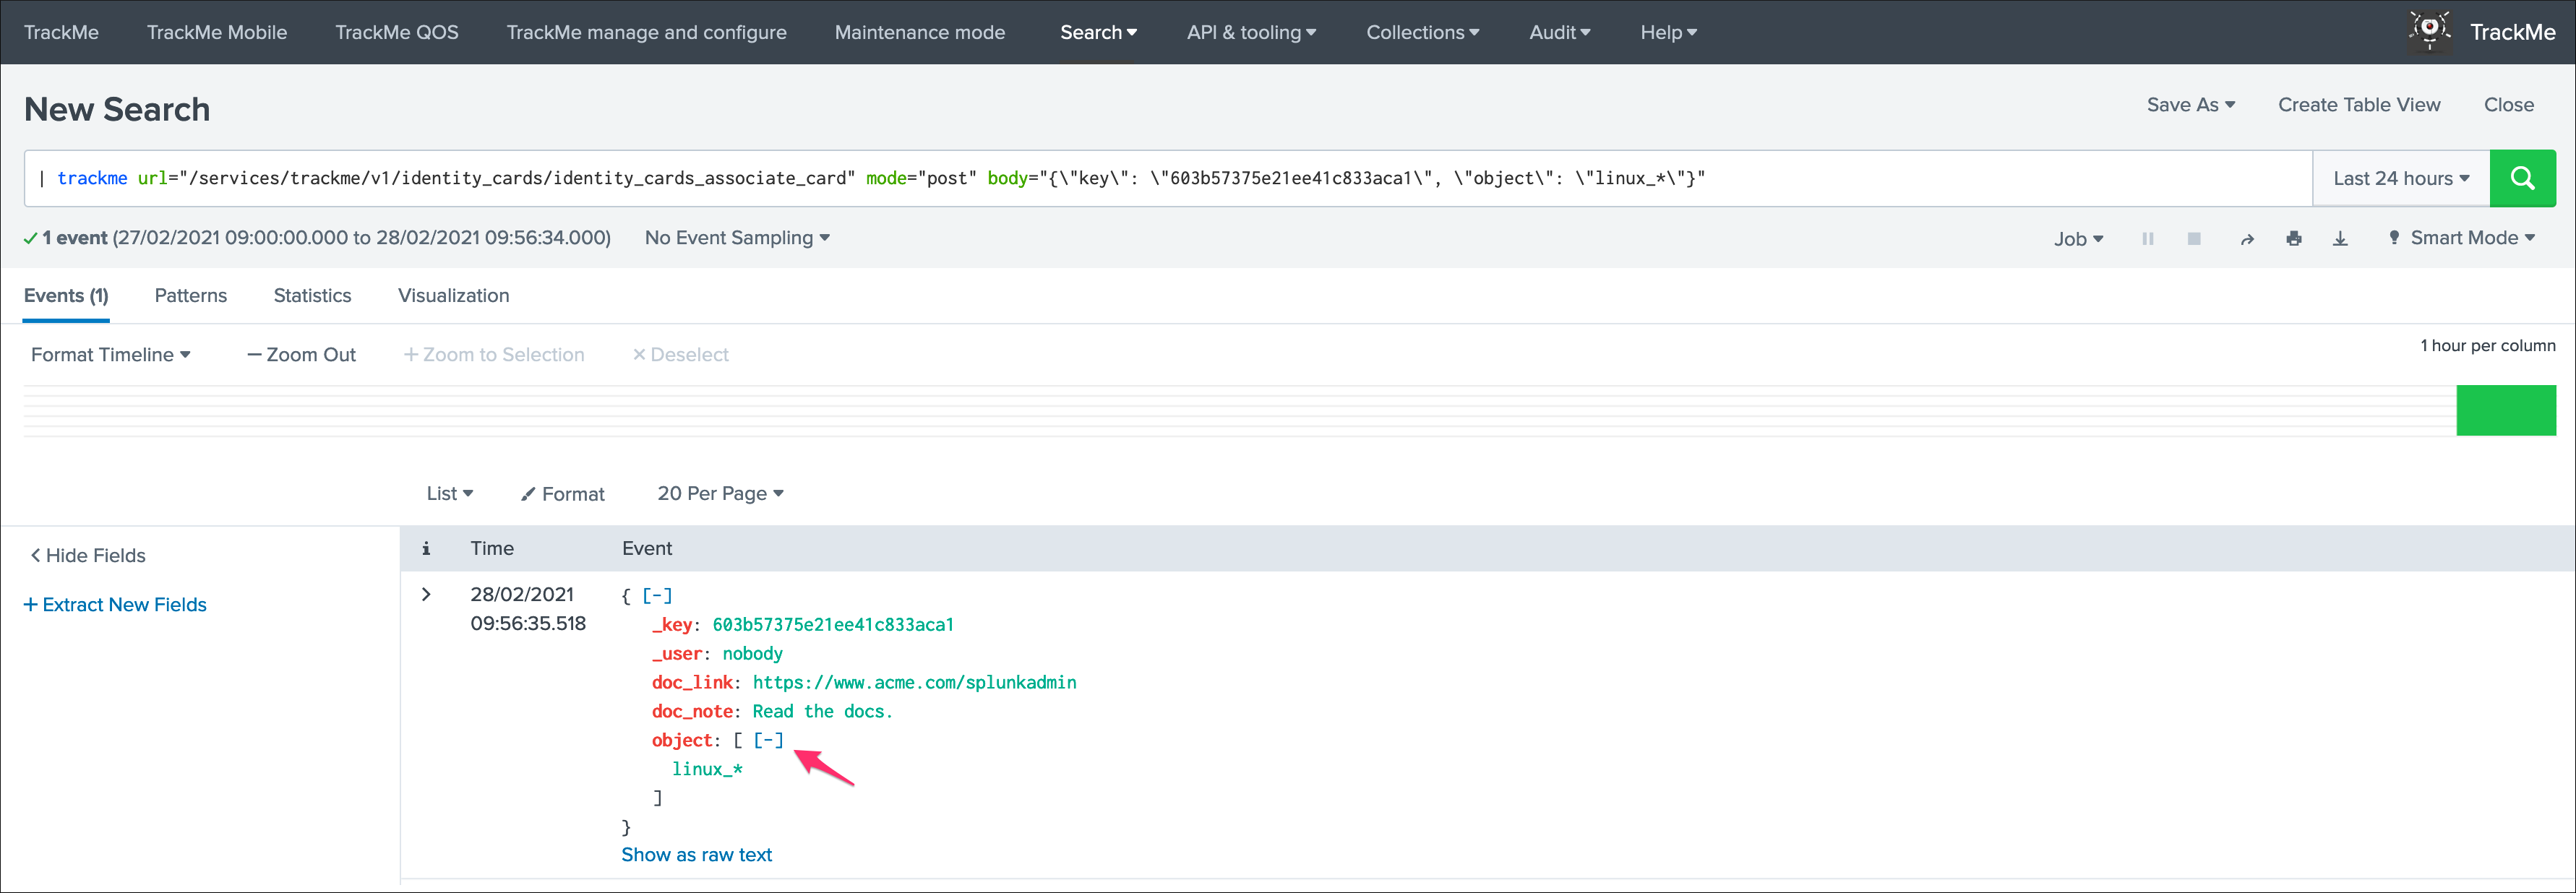 TrackMe TrackMe Mobile TrackMe QOS TrackMe manage and configure Maintenance mode Search API & tooling Collections Audit Help TrackMe
New Search Save As Create Table View Close
| trackme url="/services/trackme/v1/identity_cards/identity_cards_associate_card" mode="post" body="{\"key\": \"603b57375e21ee41c833aca1\", \"object\": \"linux_*\"}" Last 24 hours
1 event (27/02/2021 09:00:00.000 to 28/02/2021 09:56:34.000) No Event Sampling Job Smart Mode
Events (1) Patterns Statistics Visualization
Format Timeline — Zoom Out + Zoom to Selection × Deselect 1 hour per column
List Format 20 Per Page
< Hide Fields i Time Event
+ Extract New Fields
> 28/02/2021 { [-]
09:56:35.518 _key: 603b57375e21ee41c833aca1
_user: nobody
doc_link: https://www.acme.com/splunkadmin
doc_note: Read the docs.
object: [ [-]
linux_*
]
}
Show as raw text